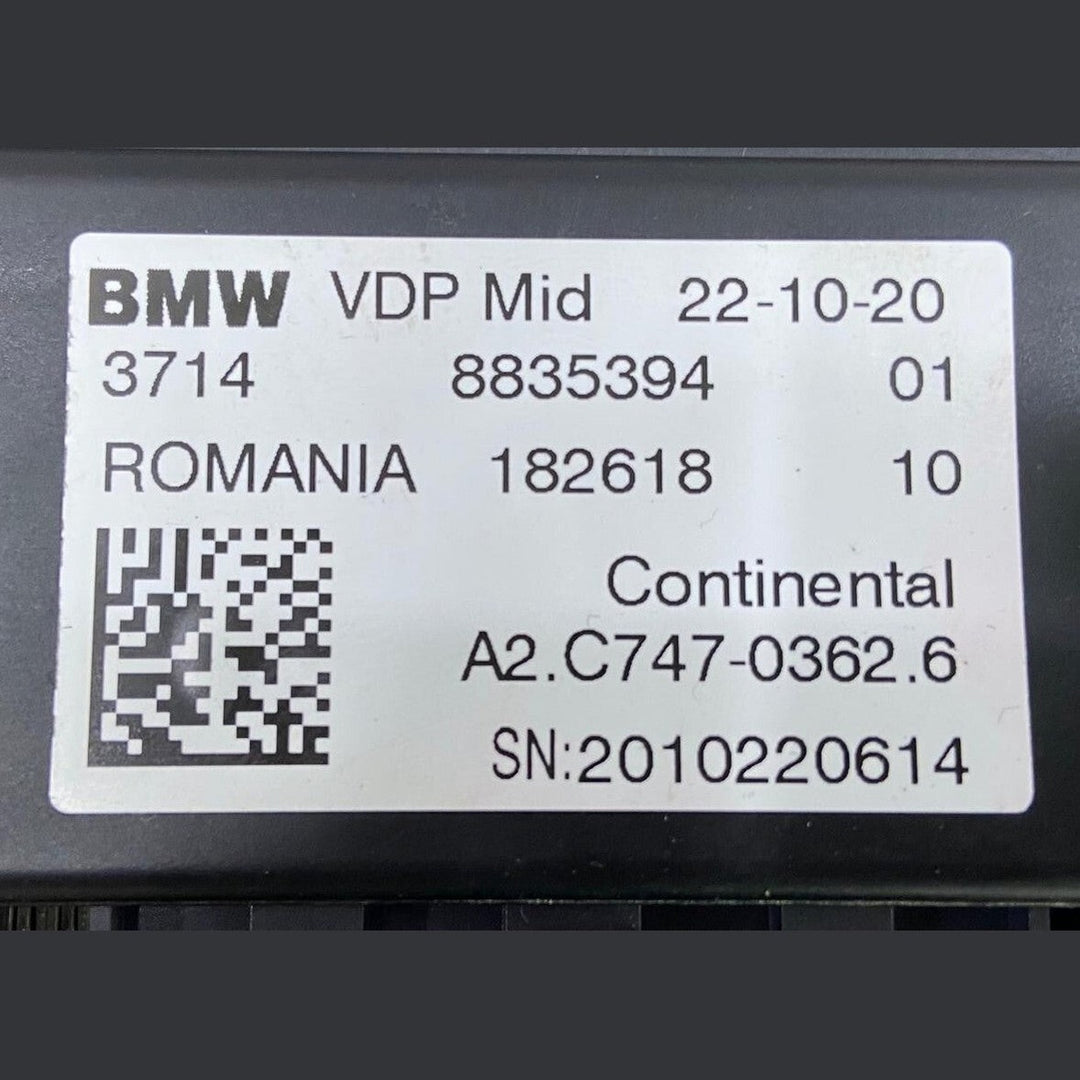 BMW VDP Mid 22-10-20
3714 8835394 01
ROMANIA 182618 10
Continental
A2.C747-0362.6
SN:2010220614